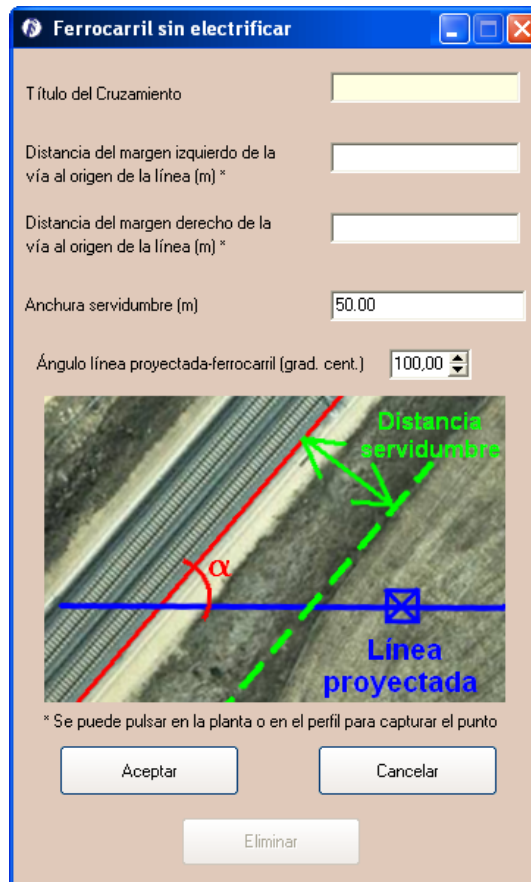 Ferrocarril sin electrificar
Título del Cruzamiento
Distancia del margen izquierdo de la
vía al origen de la línea (m) *
Distancia del margen derecho de la
vía al origen de la línea (m) *
Anchura servidumbre (m)
50.00
Ángulo línea proyectada-ferrocarril (grad. cent.)
100,00
Distancia
servidumbre
α
Línea
proyectada
* Se puede pulsar en la planta o en el perfil para capturar el punto
Aceptar
Cancelar
Eliminar